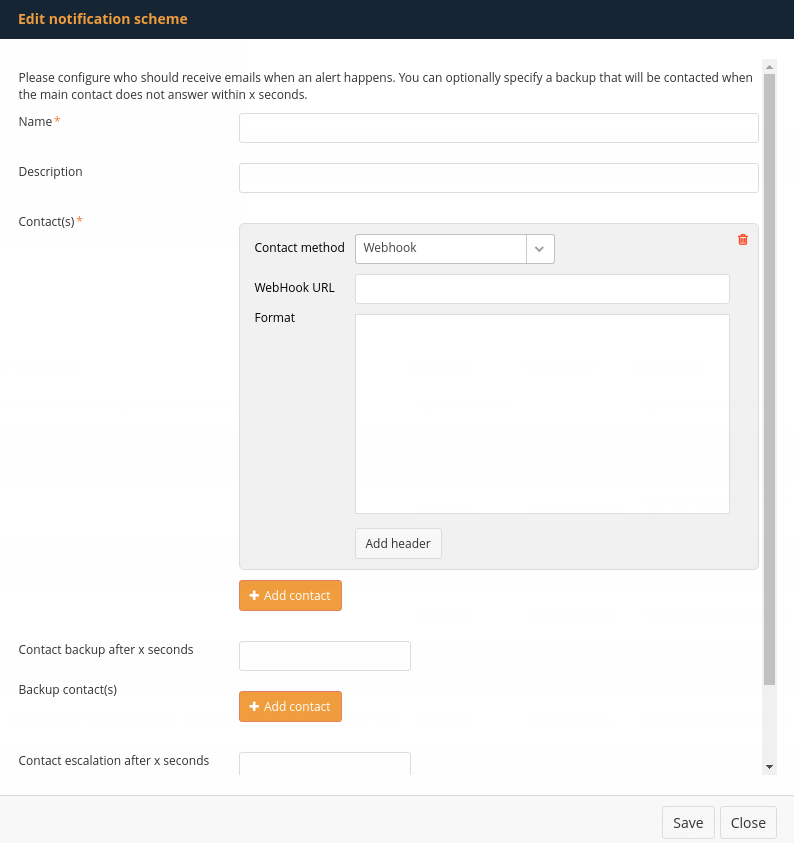 Edit notification scheme
Please configure who should receive emails when an alert happens. You can optionally specify a backup that will be contacted when
the main contact does not answer within x seconds.
Name *
Description
Contact(s) *
Contact method Webhook
WebHook URL
Format
Add header
+ Add contact
Contact backup after x seconds
Backup contact(s)
+ Add contact
Contact escalation after x seconds
Save Close